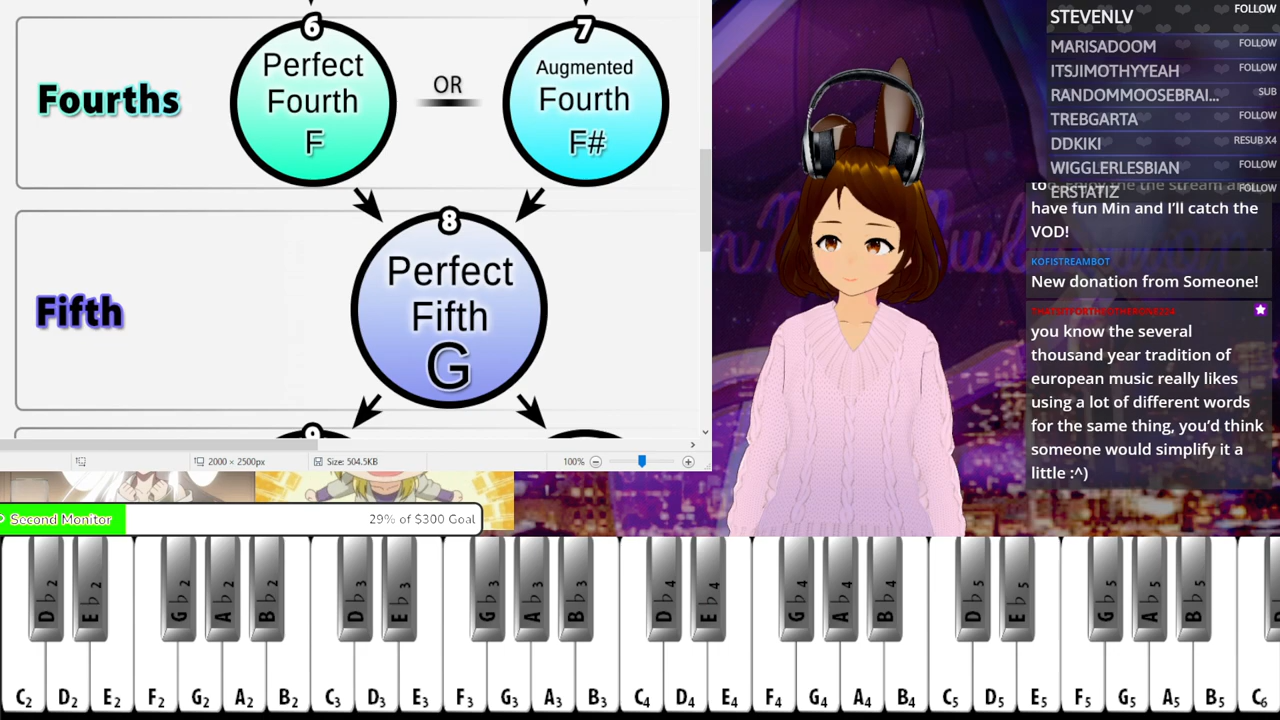 6
Perfect
Fourth
F
OR
7
Augmented
Fourth
F#
Fourths
8
Perfect
Fifth
G
Fifth
9
2000 × 2500px
Size: 504.5KB
100%
Second Monitor
29% of $300 Goal
STEVENLV FOLLOW
MARISADOOM FOLLOW
ITSJIMOTHYYEAH FOLLOW
RANDOMMOOSEBRAI... SUB
TREBGARTA FOLLOW
DDKIKI RESUB X4
WIGGLERLESBIAN FOLLOW
ERSTATIZ FOLLOW
have fun Min and I'll catch the
VOD!
KOFISTREAMBOT
New donation from Someone!
you know the several
thousand year tradition of
european music really likes
using a lot of different words
for the same thing, you'd think
someone would simplify it a
little :^)
D♭2 E♭2 G♭2 A♭2 B♭2 D♭3 E♭3 G♭3 A♭3 B♭3 D♭4 E♭4 G♭4 A♭4 B♭4 D♭5 E♭5 G♭5 A♭5 B♭5
C2 D2 E2 F2 G2 A2 B2 C3 D3 E3 F3 G3 A3 B3 C4 D4 E4 F4 G4 A4 B4 C5 D5 E5 F5 G5 A5 B5 C6